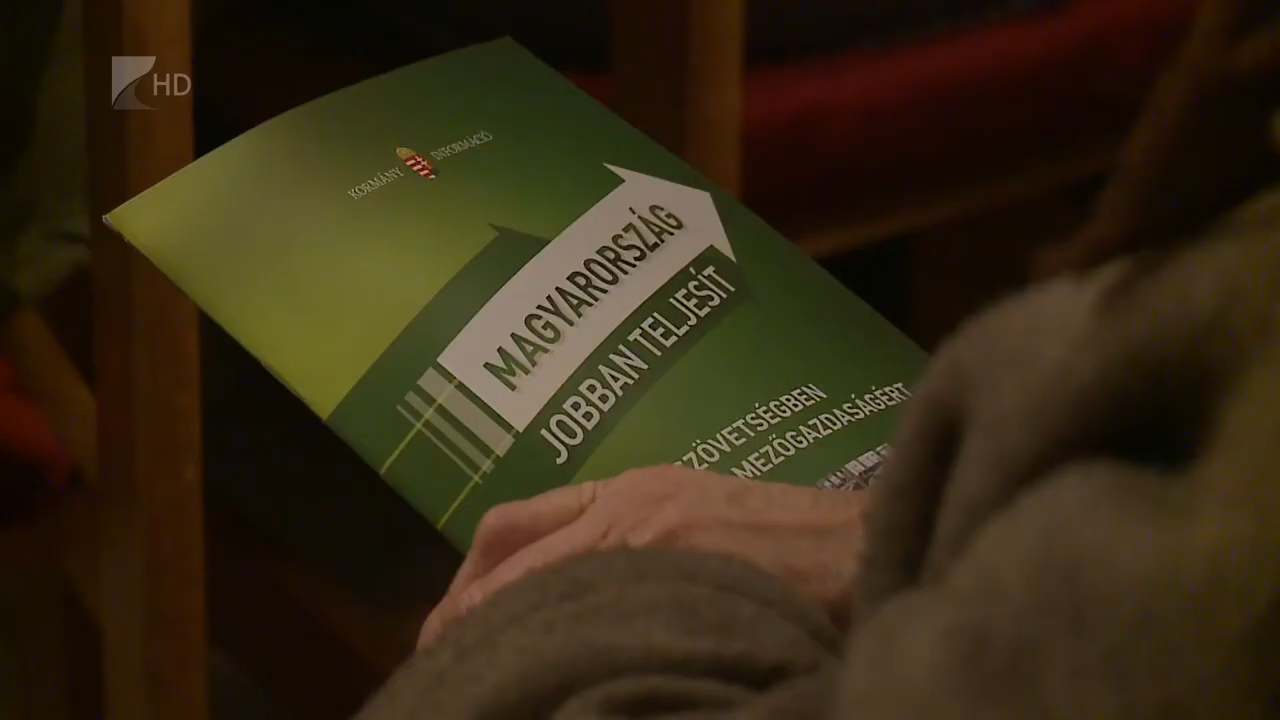 HD
KORMÁNY INFORMÁCIÓ
MAGYARORSZÁG
JOBBAN TELJESÍT
SZÖVETSÉGBEN
MEZŐGAZDASÁGÉRT